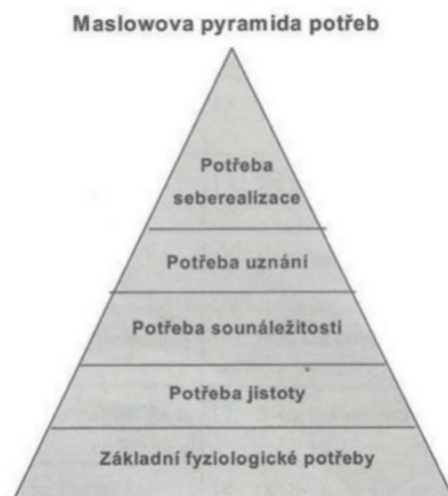 Maslowova pyramida potřeb
Potřeba
seberealizace
Potřeba uznání
Potřeba sounáležitosti
Potřeba jistoty
Základní fyziologické potřeby